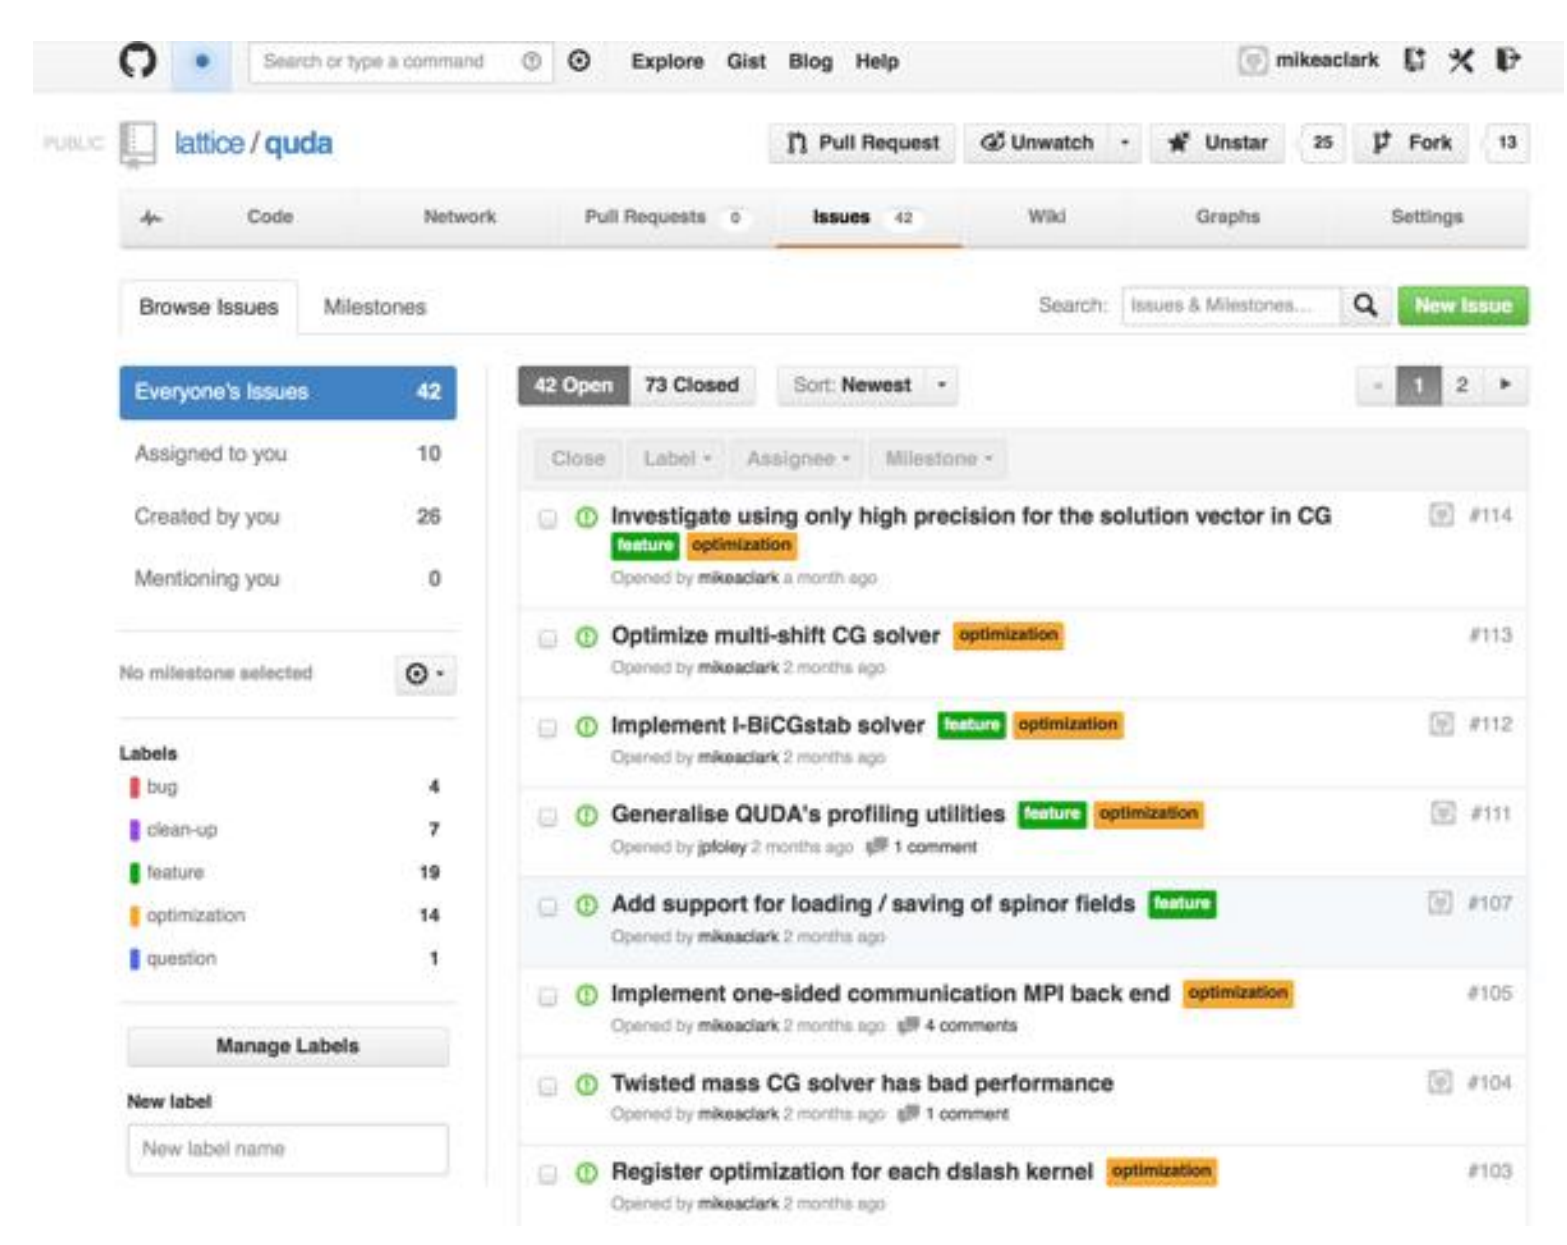 Search or type a command Explore Gist Blog Help mikeaclark
PUBLIC lattice / quda Pull Request Unwatch Unstar 25 Fork 13
Code Network Pull Requests 0 Issues 42 Wiki Graphs Settings
Browse Issues Milestones Search: Issues & Milestones... New Issue
Everyone's Issues 42
Assigned to you 10
Created by you 26
Mentioning you 0
No milestone selected
Labels
bug 4
clean-up 7
feature 19
optimization 14
question 1
Manage Labels
New label
New label name
42 Open 73 Closed Sort: Newest 1 2
Close Label Assignee Milestone
Investigate using only high precision for the solution vector in CG #114
feature optimization
Opened by mikeaclark a month ago
Optimize multi-shift CG solver optimization #113
Opened by mikeaclark 2 months ago
Implement l-BiCGstab solver feature optimization #112
Opened by mikeaclark 2 months ago
Generalise QUDA's profiling utilities feature optimization #111
Opened by jpfoley 2 months ago 1 comment
Add support for loading / saving of spinor fields feature #107
Opened by mikeaclark 2 months ago
Implement one-sided communication MPI back end optimization #105
Opened by mikeaclark 2 months ago 4 comments
Twisted mass CG solver has bad performance #104
Opened by mikeaclark 2 months ago 1 comment
Register optimization for each dslash kernel optimization #103
Opened by mikeaclark 2 months ago